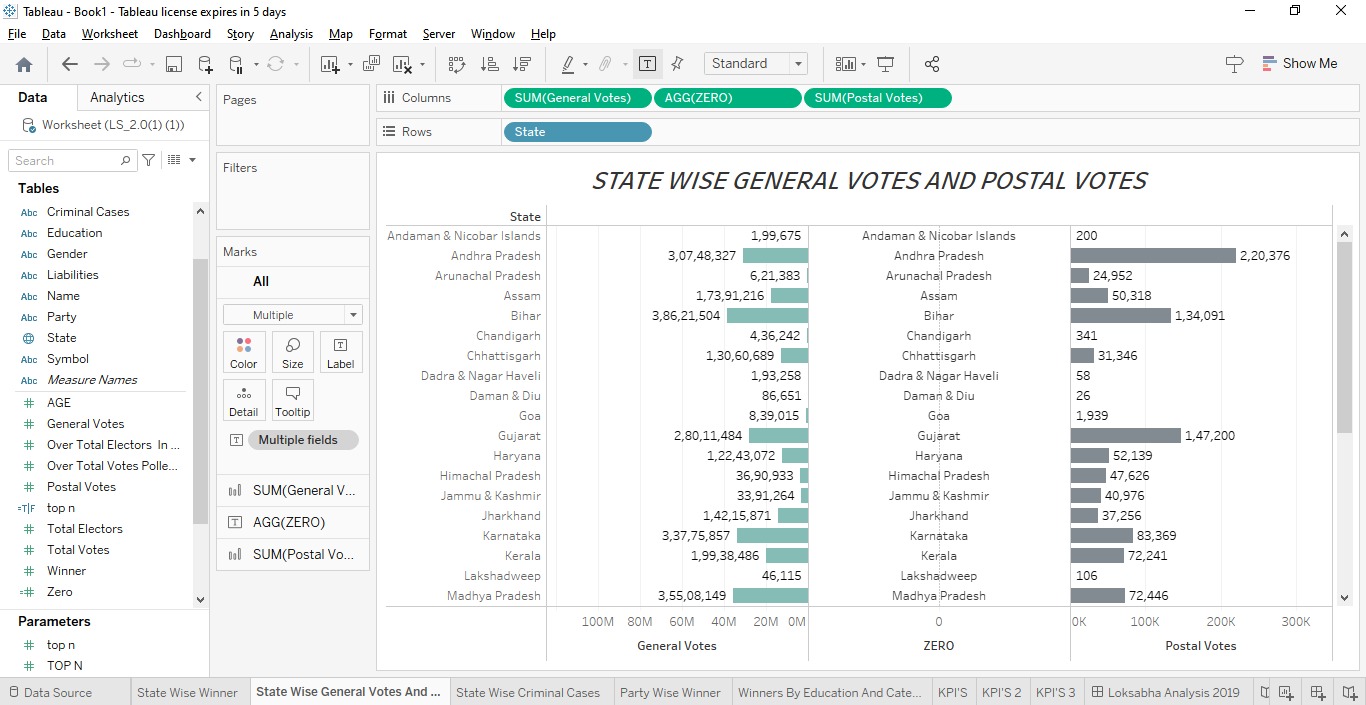 Tableau - Book1 - Tableau license expires in 5 days
File Data Worksheet Dashboard Story Analysis Map Format Server Window Help
Standard Show Me
Data Analytics
Worksheet (LS_2.0(1) (1))
Search
Tables
Abc Criminal Cases
Abc Education
Abc Gender
Abc Liabilities
Abc Name
Abc Party
State
Abc Symbol
Abc Measure Names
# AGE
# General Votes
# Over Total Electors In ...
# Over Total Votes Polle...
# Postal Votes
=T|F top n
# Total Electors
# Total Votes
# Winner
=# Zero
Parameters
# top n
# TOP N
Pages
Filters
Marks
All
Multiple
Color Size Label
Detail Tooltip
Multiple fields
SUM(General V...
AGG(ZERO)
SUM(Postal Vo...
Columns SUM(General Votes) AGG(ZERO) SUM(Postal Votes)
Rows State
STATE WISE GENERAL VOTES AND POSTAL VOTES
State
Andaman & Nicobar Islands 1,99,675 Andaman & Nicobar Islands 200
Andhra Pradesh 3,07,48,327 Andhra Pradesh 2,20,376
Arunachal Pradesh 6,21,383 Arunachal Pradesh 24,952
Assam 1,73,91,216 Assam 50,318
Bihar 3,86,21,504 Bihar 1,34,091
Chandigarh 4,36,242 Chandigarh 341
Chhattisgarh 1,30,60,689 Chhattisgarh 31,346
Dadra & Nagar Haveli 1,93,258 Dadra & Nagar Haveli 58
Daman & Diu 86,651 Daman & Diu 26
Goa 8,39,015 Goa 1,939
Gujarat 2,80,11,484 Gujarat 1,47,200
Haryana 1,22,43,072 Haryana 52,139
Himachal Pradesh 36,90,933 Himachal Pradesh 47,626
Jammu & Kashmir 33,91,264 Jammu & Kashmir 40,976
Jharkhand 1,42,15,871 Jharkhand 37,256
Karnataka 3,37,75,857 Karnataka 83,369
Kerala 1,99,38,486 Kerala 72,241
Lakshadweep 46,115 Lakshadweep 106
Madhya Pradesh 3,55,08,149 Madhya Pradesh 72,446
100M 80M 60M 40M 20M 0M 0 0K 100K 200K 300K
General Votes ZERO Postal Votes
Data Source State Wise Winner State Wise General Votes And ... State Wise Criminal Cases Party Wise Winner Winners By Education And Cate... KPI'S KPI'S 2 KPI'S 3 Loksabha Analysis 2019